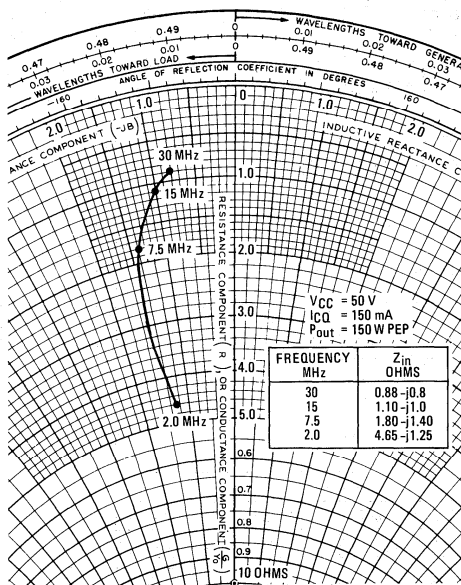 WAVELENGTHS TOWARD GENERA
0.47 0.48 0.49 0 0.01 0.02 0.03
0.03 0.02 0.01 0 0.49 0.48 0.47
WAVELENGTHS TOWARD LOAD
ANGLE OF REFLECTION COEFFICIENT IN DEGREES
-160 160
2.0 1.0 0 1.0 2.0
ANCE COMPONENT (-JB)
INDUCTIVE REACTANCE C
30 MHz
15 MHz
7.5 MHz
2.0 MHz
RESISTANCE COMPONENT (R), OR CONDUCTANCE COMPONENT (G/Yo)
1.0
2.0
3.0
4.0
5.0
0.6
0.7
0.8
0.9
10 OHMS
VCC = 50 V
ICQ = 150 mA
Pout = 150 W PEP
FREQUENCY MHz Zin OHMS
30 0.88-j0.8
15 1.10-j1.0
7.5 1.80-j1.40
2.0 4.65-j1.25